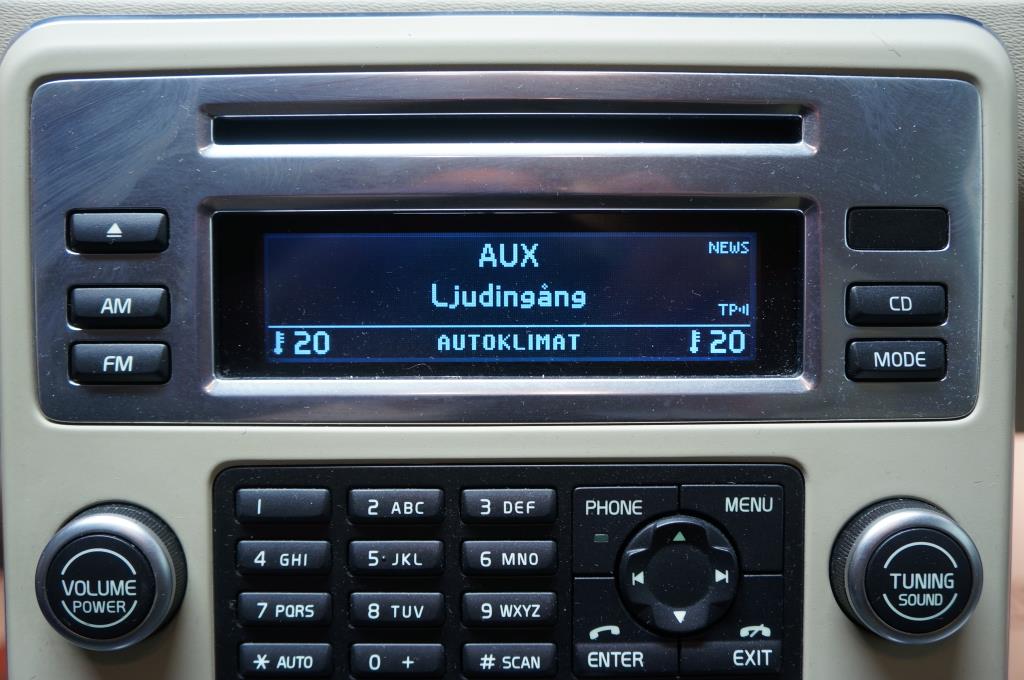 AUX
NEWS
Ljudingång
TP
20 AUTOKLIMAT 20
AM
FM
CD
MODE
1
2 ABC
3 DEF
4 GHI
5 JKL
6 MNO
7 PQRS
8 TUV
9 WXYZ
* AUTO
0 +
# SCAN
PHONE
MENU
ENTER
EXIT
VOLUME
POWER
TUNING
SOUND